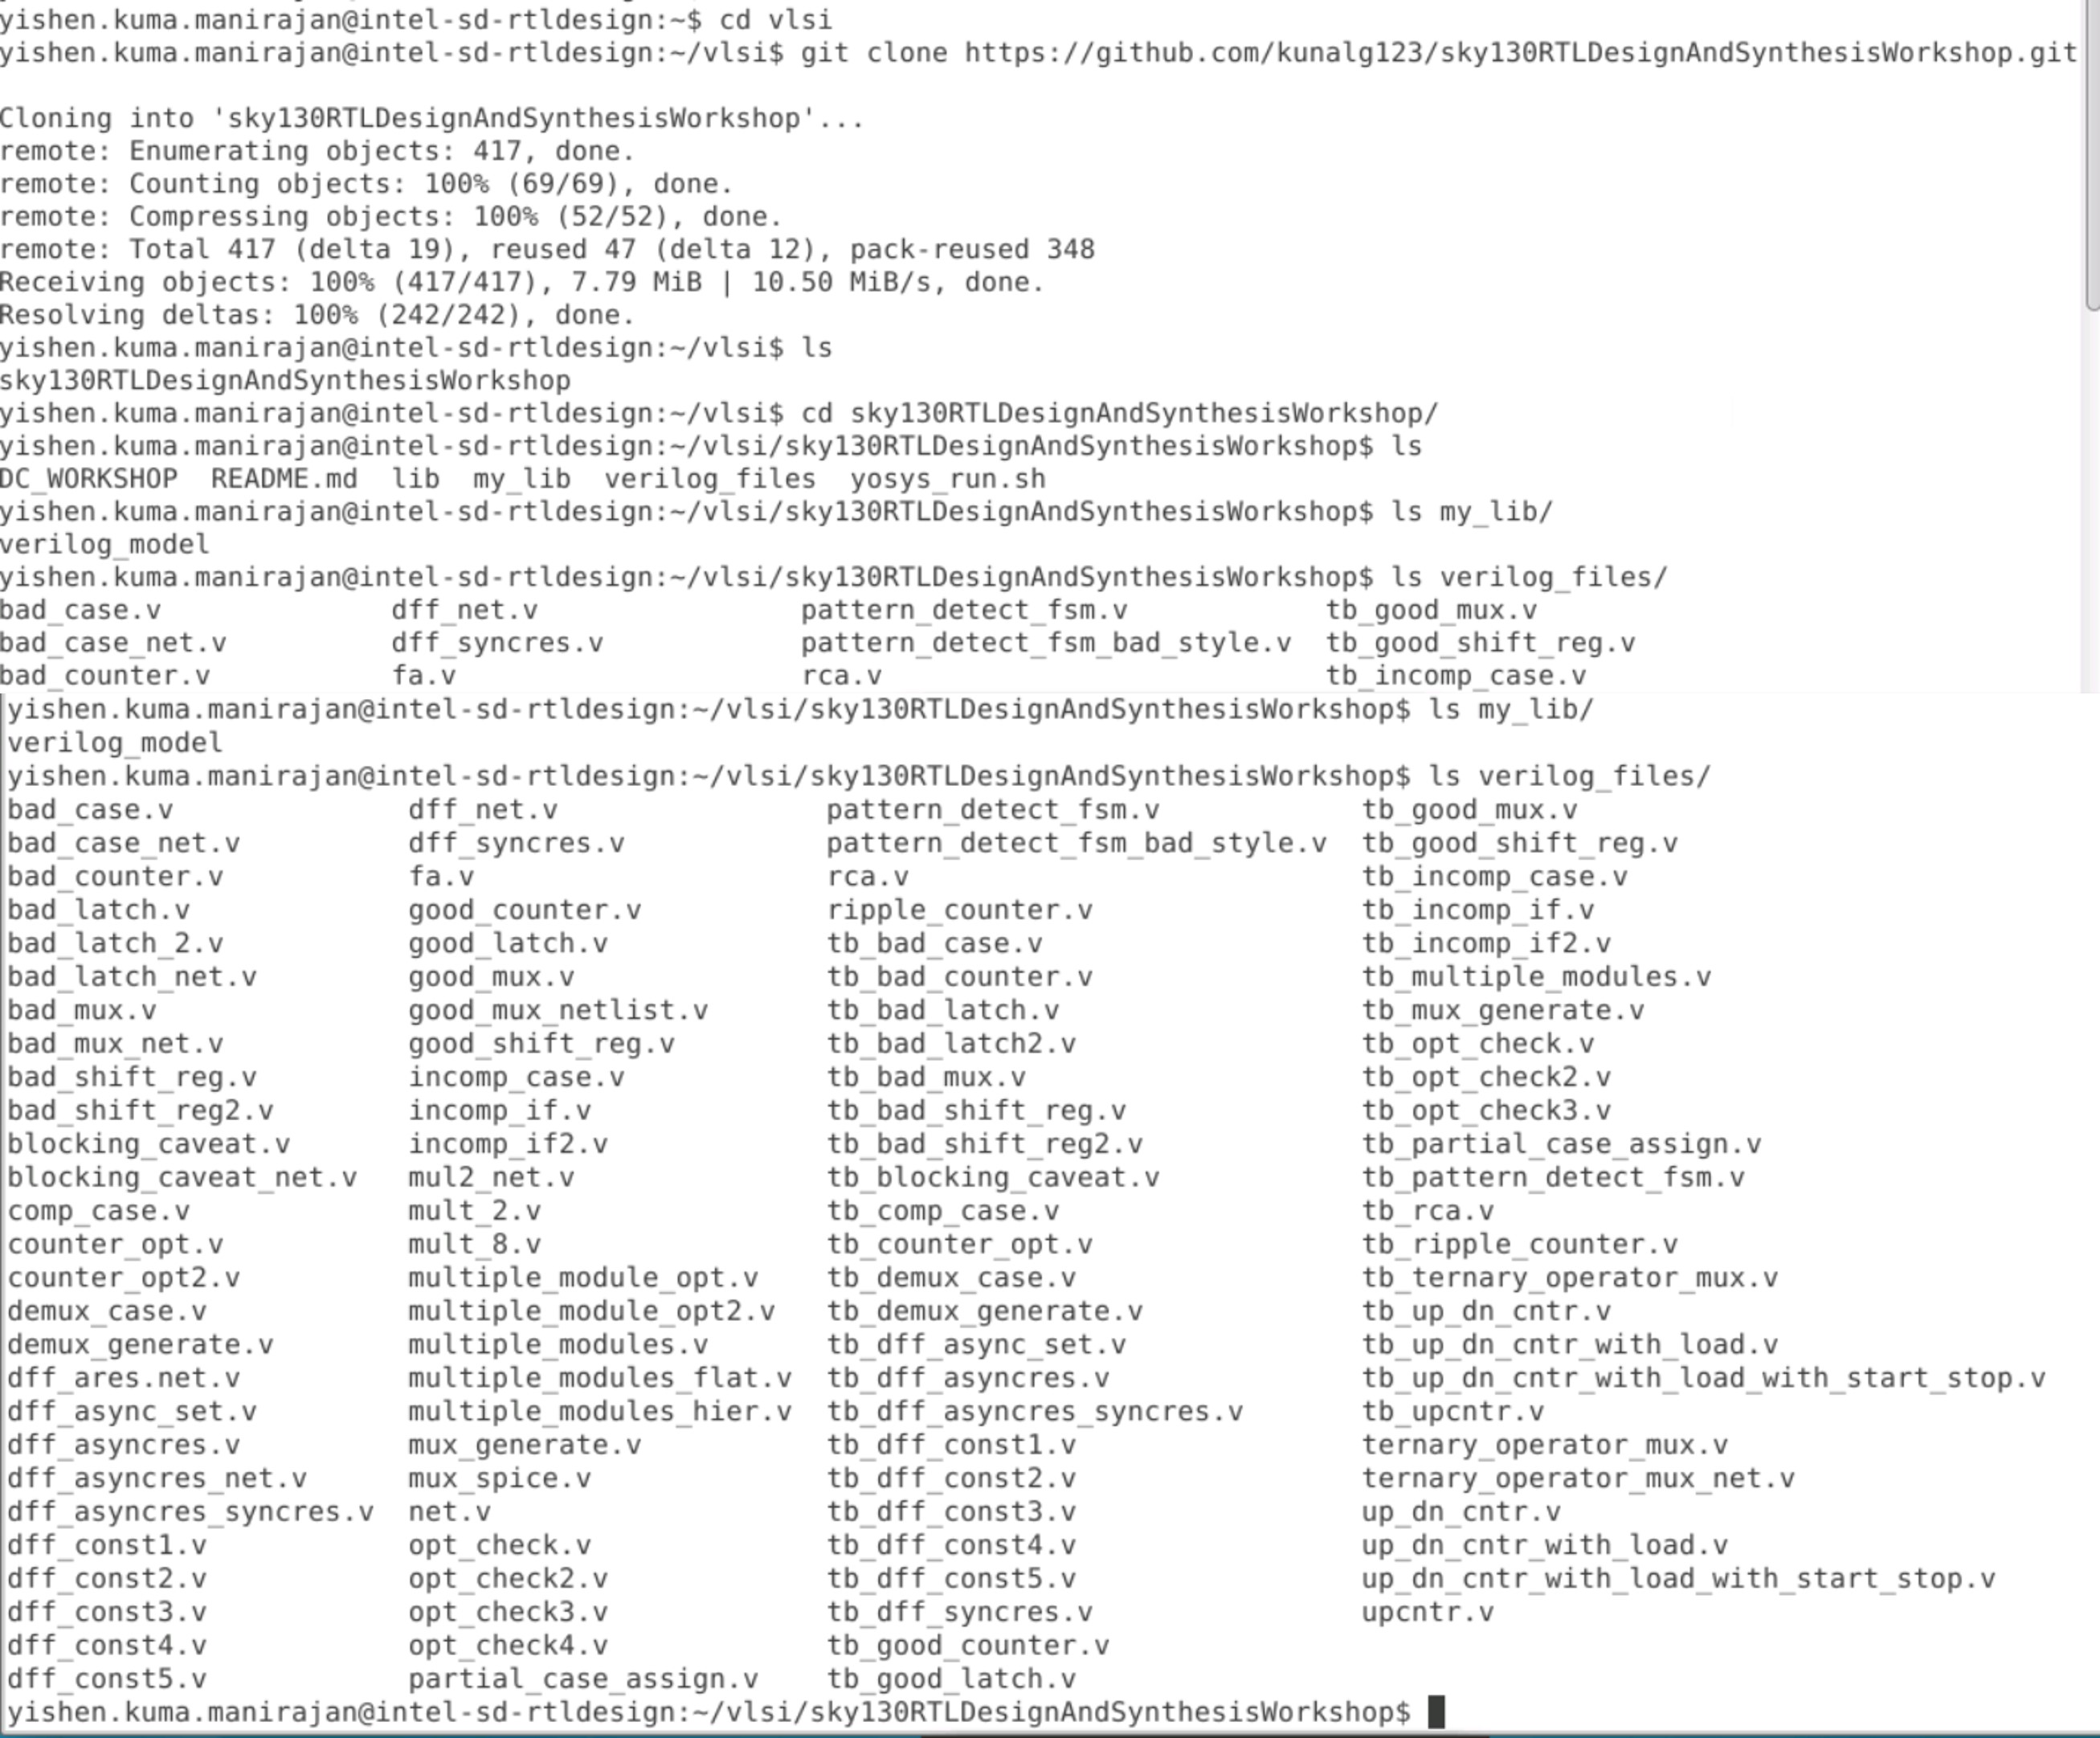 yishen.kuma.manirajan@intel-sd-rtldesign:~$ cd vlsi
yishen.kuma.manirajan@intel-sd-rtldesign:~/vlsi$ git clone https://github.com/kunalg123/sky130RTLDesignAndSynthesisWorkshop.git
Cloning into 'sky130RTLDesignAndSynthesisWorkshop'...
remote: Enumerating objects: 417, done.
remote: Counting objects: 100% (69/69), done.
remote: Compressing objects: 100% (52/52), done.
remote: Total 417 (delta 19), reused 47 (delta 12), pack-reused 348
Receiving objects: 100% (417/417), 7.79 MiB | 10.50 MiB/s, done.
Resolving deltas: 100% (242/242), done.
yishen.kuma.manirajan@intel-sd-rtldesign:~/vlsi$ ls
sky130RTLDesignAndSynthesisWorkshop
yishen.kuma.manirajan@intel-sd-rtldesign:~/vlsi$ cd sky130RTLDesignAndSynthesisWorkshop/
yishen.kuma.manirajan@intel-sd-rtldesign:~/vlsi/sky130RTLDesignAndSynthesisWorkshop$ ls
DC_WORKSHOP  README.md  lib  my_lib  verilog_files  yosys_run.sh
yishen.kuma.manirajan@intel-sd-rtldesign:~/vlsi/sky130RTLDesignAndSynthesisWorkshop$ ls my_lib/
verilog_model
yishen.kuma.manirajan@intel-sd-rtldesign:~/vlsi/sky130RTLDesignAndSynthesisWorkshop$ ls verilog_files/
bad_case.v  dff_net.v  pattern_detect_fsm.v  tb_good_mux.v
bad_case_net.v  dff_syncres.v  pattern_detect_fsm_bad_style.v  tb_good_shift_reg.v
bad_counter.v  fa.v  rca.v  tb_incomp_case.v
yishen.kuma.manirajan@intel-sd-rtldesign:~/vlsi/sky130RTLDesignAndSynthesisWorkshop$ ls my_lib/
verilog_model
yishen.kuma.manirajan@intel-sd-rtldesign:~/vlsi/sky130RTLDesignAndSynthesisWorkshop$ ls verilog_files/
bad_case.v  dff_net.v  pattern_detect_fsm.v  tb_good_mux.v
bad_case_net.v  dff_syncres.v  pattern_detect_fsm_bad_style.v  tb_good_shift_reg.v
bad_counter.v  fa.v  rca.v  tb_incomp_case.v
bad_latch.v  good_counter.v  ripple_counter.v  tb_incomp_if.v
bad_latch_2.v  good_latch.v  tb_bad_case.v  tb_incomp_if2.v
bad_latch_net.v  good_mux.v  tb_bad_counter.v  tb_multiple_modules.v
bad_mux.v  good_mux_netlist.v  tb_bad_latch.v  tb_mux_generate.v
bad_mux_net.v  good_shift_reg.v  tb_bad_latch2.v  tb_opt_check.v
bad_shift_reg.v  incomp_case.v  tb_bad_mux.v  tb_opt_check2.v
bad_shift_reg2.v  incomp_if.v  tb_bad_shift_reg.v  tb_opt_check3.v
blocking_caveat.v  incomp_if2.v  tb_bad_shift_reg2.v  tb_partial_case_assign.v
blocking_caveat_net.v  mul2_net.v  tb_blocking_caveat.v  tb_pattern_detect_fsm.v
comp_case.v  mult_2.v  tb_comp_case.v  tb_rca.v
counter_opt.v  mult_8.v  tb_counter_opt.v  tb_ripple_counter.v
counter_opt2.v  multiple_module_opt.v  tb_demux_case.v  tb_ternary_operator_mux.v
demux_case.v  multiple_module_opt2.v  tb_demux_generate.v  tb_up_dn_cntr.v
demux_generate.v  multiple_modules.v  tb_dff_async_set.v  tb_up_dn_cntr_with_load.v
dff_ares.net.v  multiple_modules_flat.v  tb_dff_asyncres.v  tb_up_dn_cntr_with_load_with_start_stop.v
dff_async_set.v  multiple_modules_hier.v  tb_dff_asyncres_syncres.v  tb_upcntr.v
dff_asyncres.v  mux_generate.v  tb_dff_const1.v  ternary_operator_mux.v
dff_asyncres_net.v  mux_spice.v  tb_dff_const2.v  ternary_operator_mux_net.v
dff_asyncres_syncres.v  net.v  tb_dff_const3.v  up_dn_cntr.v
dff_const1.v  opt_check.v  tb_dff_const4.v  up_dn_cntr_with_load.v
dff_const2.v  opt_check2.v  tb_dff_const5.v  up_dn_cntr_with_load_with_start_stop.v
dff_const3.v  opt_check3.v  tb_dff_syncres.v  upcntr.v
dff_const4.v  opt_check4.v  tb_good_counter.v
dff_const5.v  partial_case_assign.v  tb_good_latch.v
yishen.kuma.manirajan@intel-sd-rtldesign:~/vlsi/sky130RTLDesignAndSynthesisWorkshop$